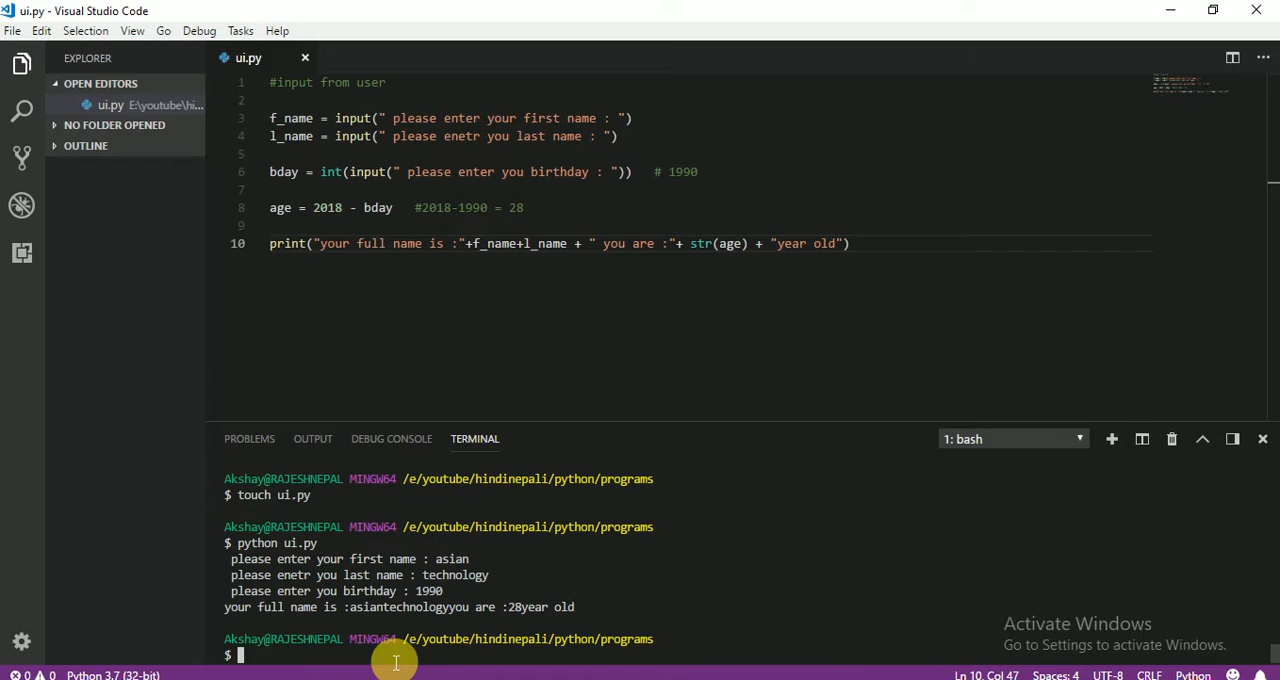 ui.py - Visual Studio Code
File Edit Selection View Go Debug Tasks Help
EXPLORER
OPEN EDITORS
ui.py E:\youtube\hi...
NO FOLDER OPENED
OUTLINE
ui.py
1 #input from user
2
3 f_name = input(" please enter your first name : ")
4 l_name = input(" please enetr you last name : ")
5
6 bday = int(input(" please enter you birthday : ")) # 1990
7
8 age = 2018 - bday #2018-1990 = 28
9
10 print("your full name is :"+f_name+l_name + " you are :"+ str(age) + "year old")
PROBLEMS OUTPUT DEBUG CONSOLE TERMINAL 1: bash
Akshay@RAJESHNEPAL MINGW64 /e/youtube/hindinepali/python/programs
$ touch ui.py
Akshay@RAJESHNEPAL MINGW64 /e/youtube/hindinepali/python/programs
$ python ui.py
please enter your first name : asian
please enetr you last name : technology
please enter you birthday : 1990
your full name is :asiantechnologyyou are :28year old
Akshay@RAJESHNEPAL MINGW64 /e/youtube/hindinepali/python/programs
$
Activate Windows
Go to Settings to activate Windows.
0 0 Python 3.7 (32-bit) Ln 10, Col 47 Spaces: 4 UTF-8 CRLF Python